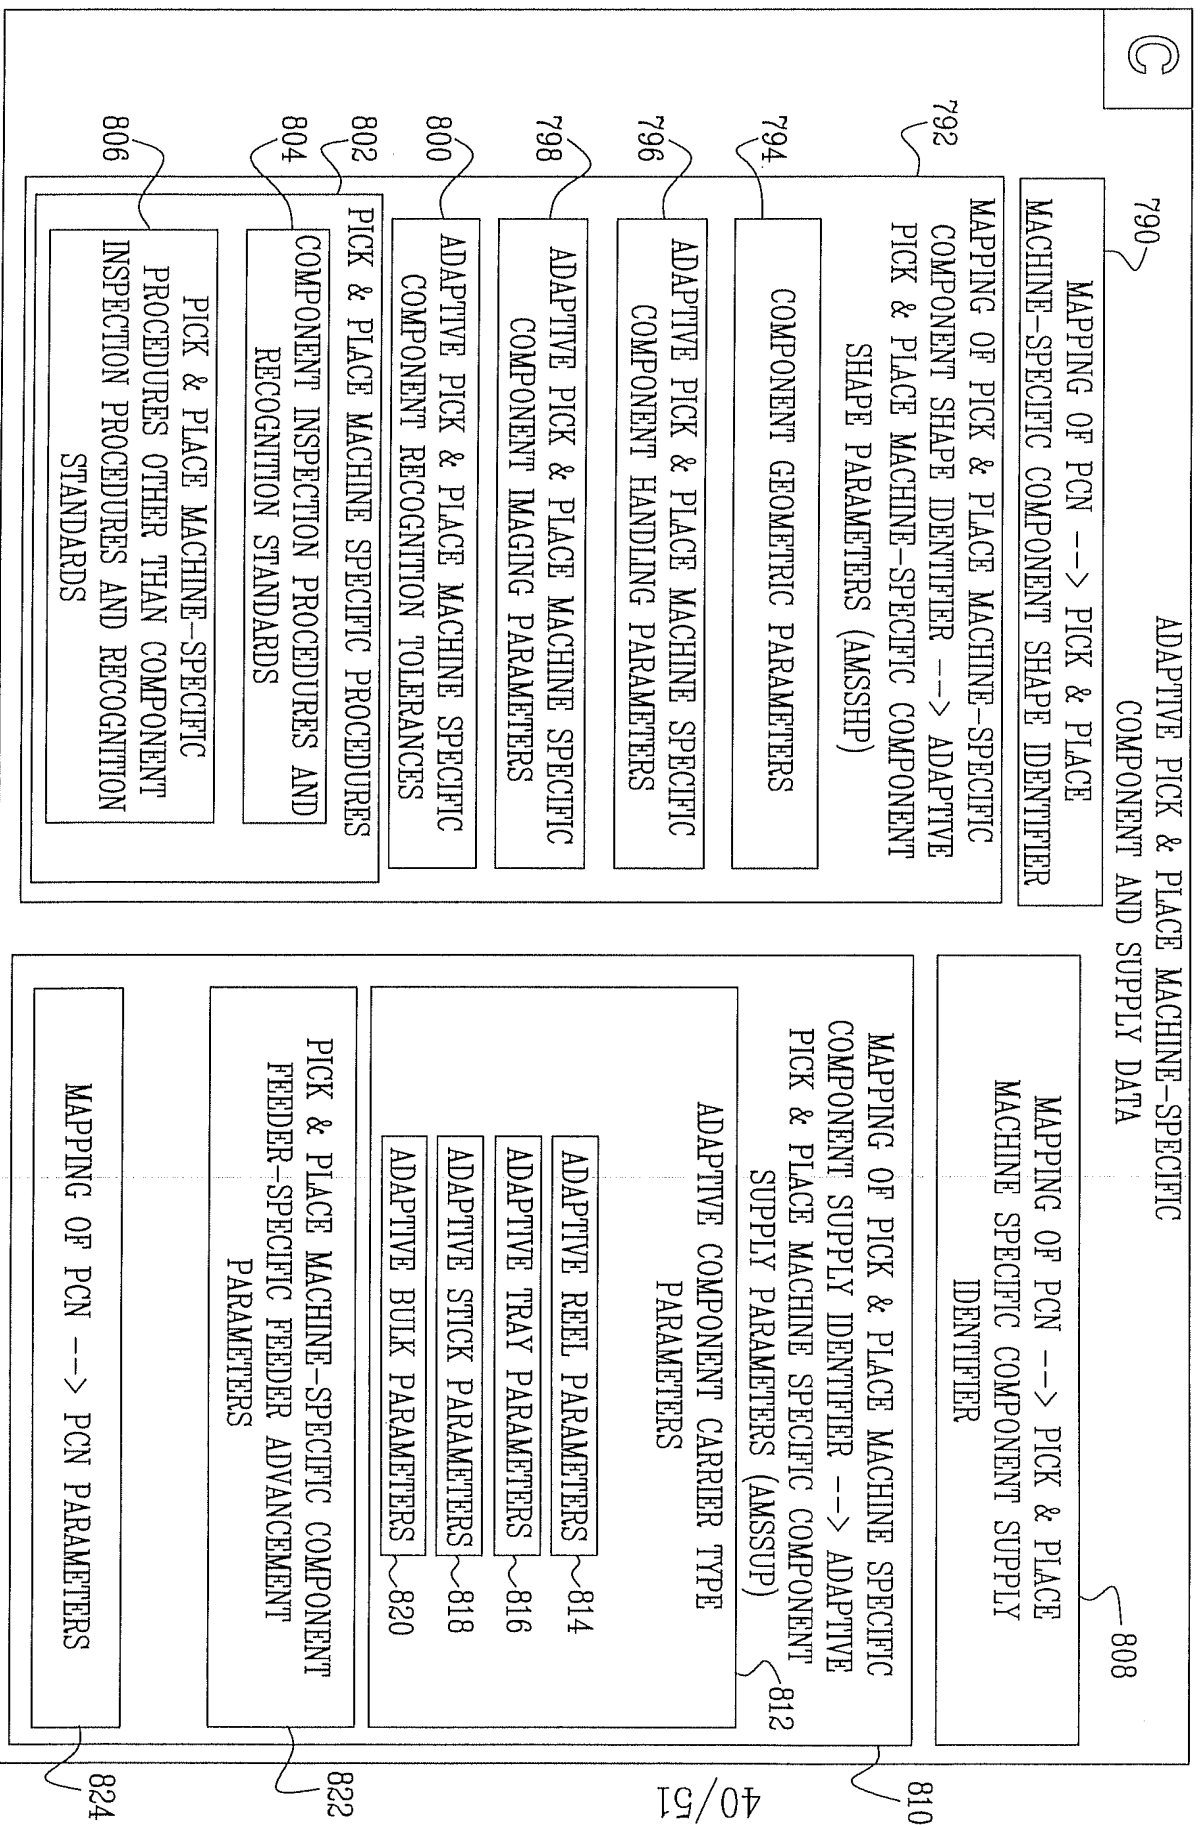 C
ADAPTIVE PICK & PLACE MACHINE-SPECIFIC
COMPONENT AND SUPPLY DATA
790
MAPPING OF PCN --> PICK & PLACE
MACHINE-SPECIFIC COMPONENT SHAPE IDENTIFIER
792
MAPPING OF PICK & PLACE MACHINE-SPECIFIC
COMPONENT SHAPE IDENTIFIER --> ADAPTIVE
PICK & PLACE MACHINE-SPECIFIC COMPONENT
SHAPE PARAMETERS (AMSSHP)
794
COMPONENT GEOMETRIC PARAMETERS
796
ADAPTIVE PICK & PLACE MACHINE SPECIFIC
COMPONENT HANDLING PARAMETERS
798
ADAPTIVE PICK & PLACE MACHINE SPECIFIC
COMPONENT IMAGING PARAMETERS
800
ADAPTIVE PICK & PLACE MACHINE SPECIFIC
COMPONENT RECOGNITION TOLERANCES
802
PICK & PLACE MACHINE SPECIFIC PROCEDURES
804
COMPONENT INSPECTION PROCEDURES AND
RECOGNITION STANDARDS
806
PICK & PLACE MACHINE-SPECIFIC
PROCEDURES OTHER THAN COMPONENT
INSPECTION PROCEDURES AND RECOGNITION
STANDARDS
MAPPING OF PCN --> PICK & PLACE
MACHINE SPECIFIC COMPONENT SUPPLY
IDENTIFIER
808
MAPPING OF PICK & PLACE MACHINE SPECIFIC
COMPONENT SUPPLY IDENTIFIER --> ADAPTIVE
PICK & PLACE MACHINE SPECIFIC COMPONENT
SUPPLY PARAMETERS (AMSSUP)
810
ADAPTIVE COMPONENT CARRIER TYPE
PARAMETERS
812
ADAPTIVE REEL PARAMETERS
814
ADAPTIVE TRAY PARAMETERS
816
ADAPTIVE STICK PARAMETERS
818
ADAPTIVE BULK PARAMETERS
820
PICK & PLACE MACHINE-SPECIFIC COMPONENT
FEEDER-SPECIFIC FEEDER ADVANCEMENT
PARAMETERS
822
MAPPING OF PCN --> PCN PARAMETERS
824
40/51